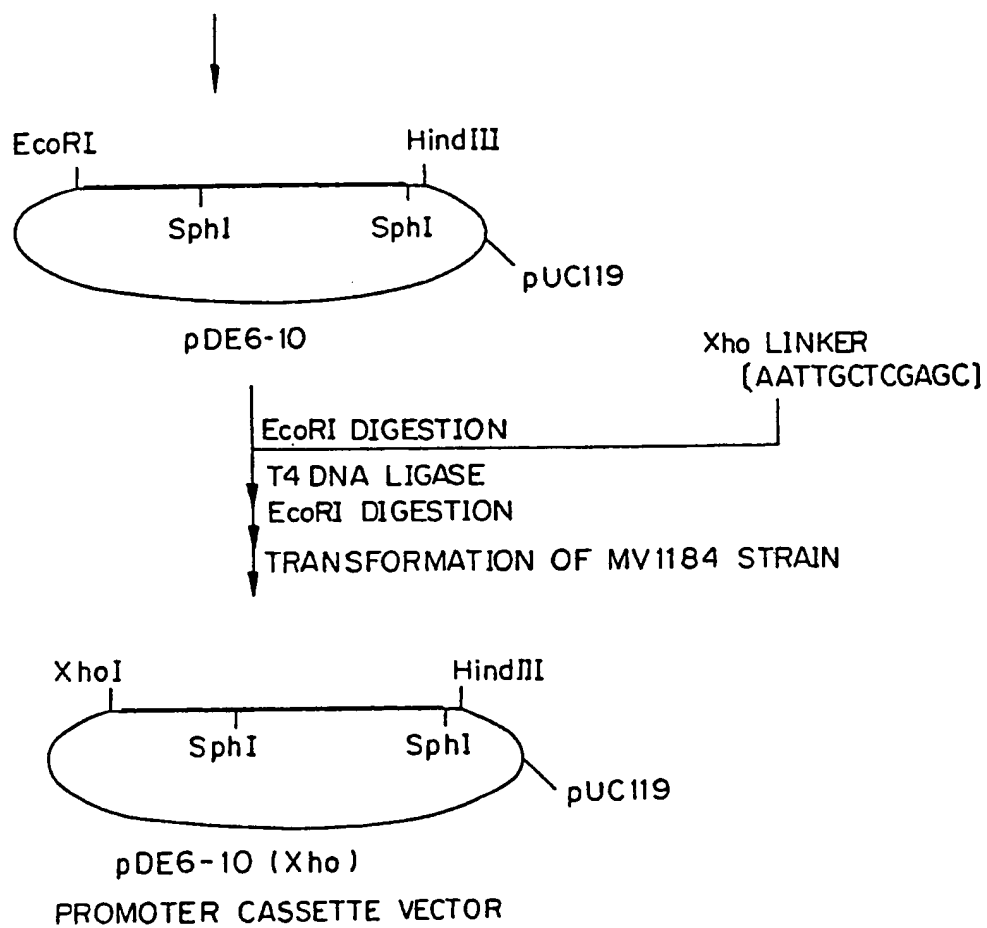 EcoRI HindIII
SphI SphI
pUC119
pDE6-10
Xho LINKER
[AATTGCTCGAGC]
EcoRI DIGESTION
T4 DNA LIGASE
EcoRI DIGESTION
TRANSFORMATION OF MV1184 STRAIN
XhoI HindIII
SphI SphI
pUC119
pDE6-10 (Xho)
PROMOTER CASSETTE VECTOR